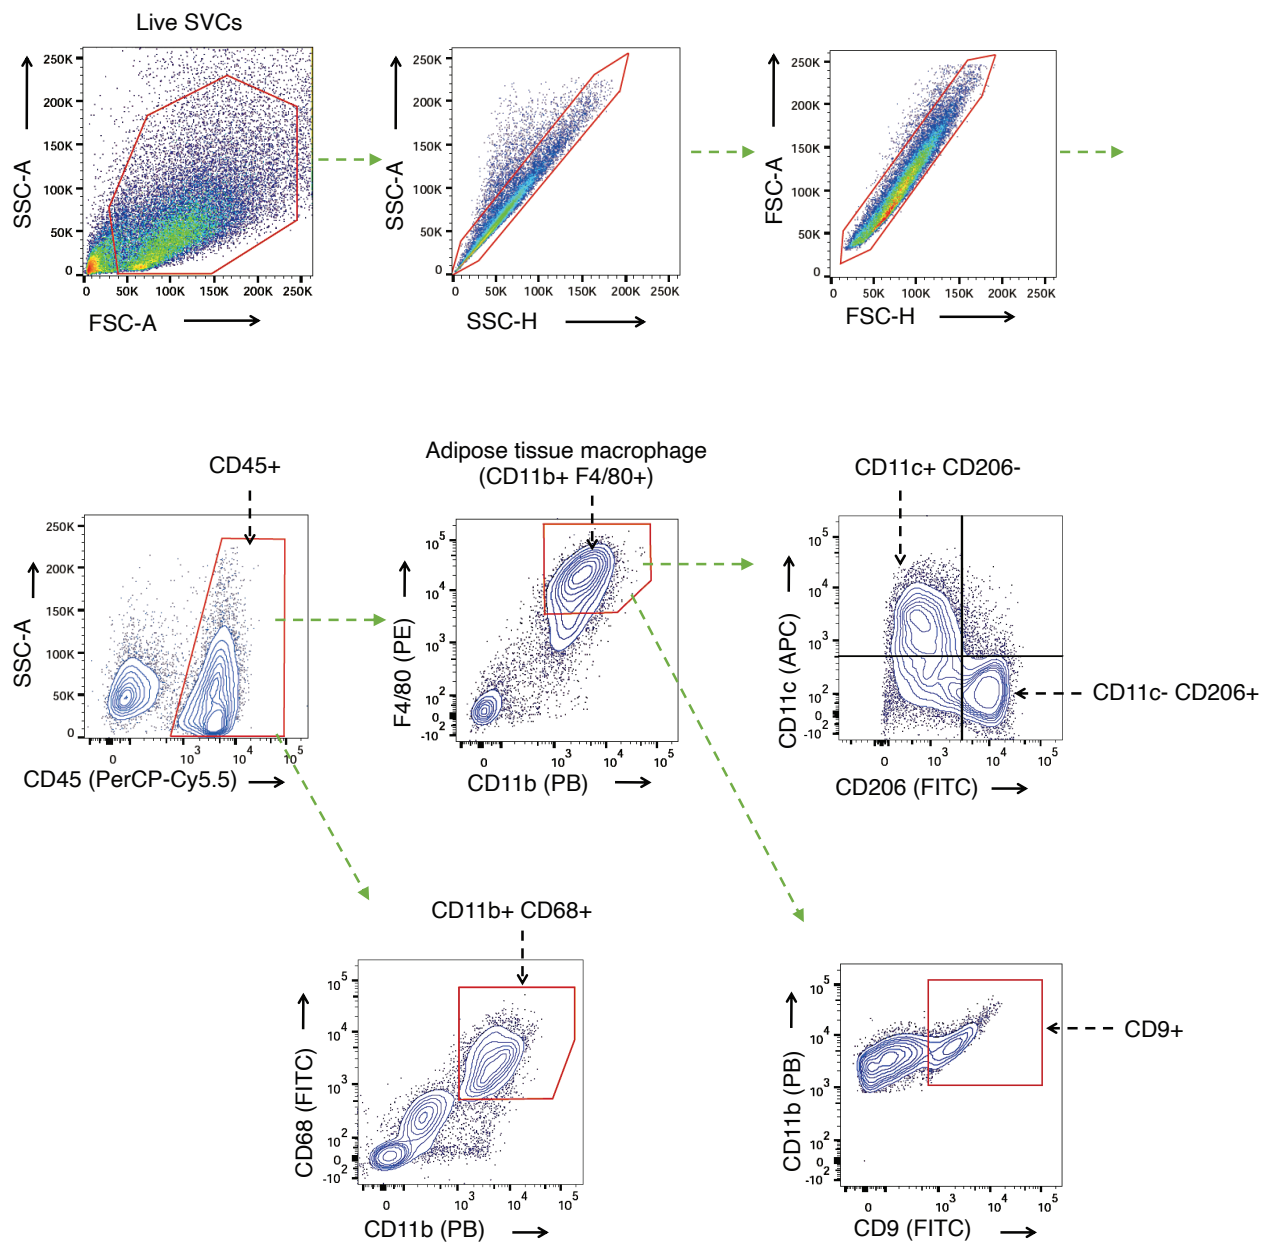 Live SVCs
250K
200K
150K
100K
50K
0
SSC-A
0 50K 100K 150K 200K 250K
FSC-A
250K
200K
150K
100K
50K
0
SSC-A
0 50K 100K 150K 200K 250K
SSC-H
250K
200K
150K
100K
50K
0
FSC-A
0 50K 100K 150K 200K 250K
FSC-H
CD45+
250K
200K
150K
100K
50K
0
SSC-A
0 10³ 10⁴ 10⁵
CD45 (PerCP-Cy5.5)
Adipose tissue macrophage
(CD11b+ F4/80+)
10⁵
10⁴
10³
10²
0
-10²
F4/80 (PE)
0 10³ 10⁴ 10⁵
CD11b (PB)
CD11c+ CD206-
10⁵
10⁴
10³
10²
0
-10²
CD11c (APC)
CD11c- CD206+
0 10³ 10⁴ 10⁵
CD206 (FITC)
CD11b+ CD68+
10⁵
10⁴
10³
10²
0
-10²
CD68 (FITC)
10³ 10⁴ 10⁵
CD11b (PB)
10⁵
10⁴
10³
10²
0
-10²
CD11b (PB)
CD9+
0 10³ 10⁴ 10⁵
CD9 (FITC)